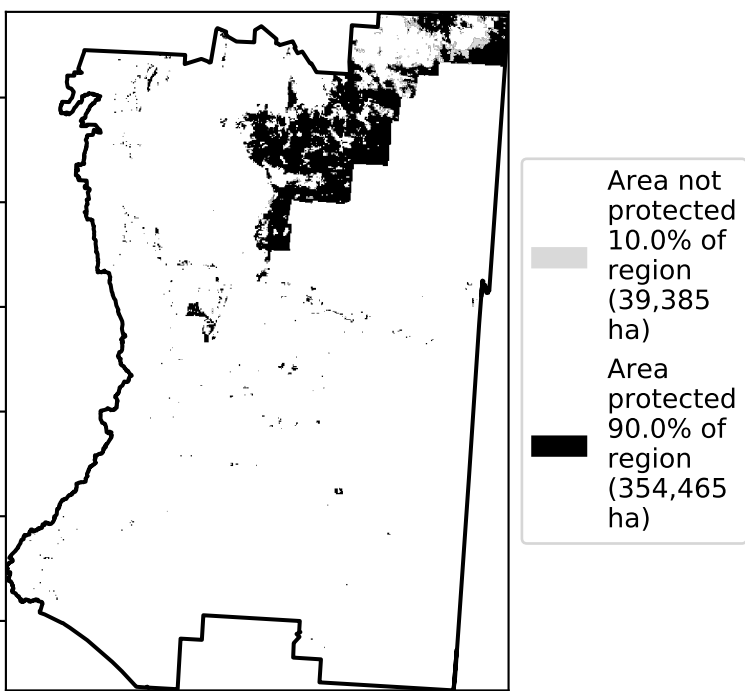 Area not
protected
10.0% of
region
(39,385
ha)
Area
protected
90.0% of
region
(354,465
ha)